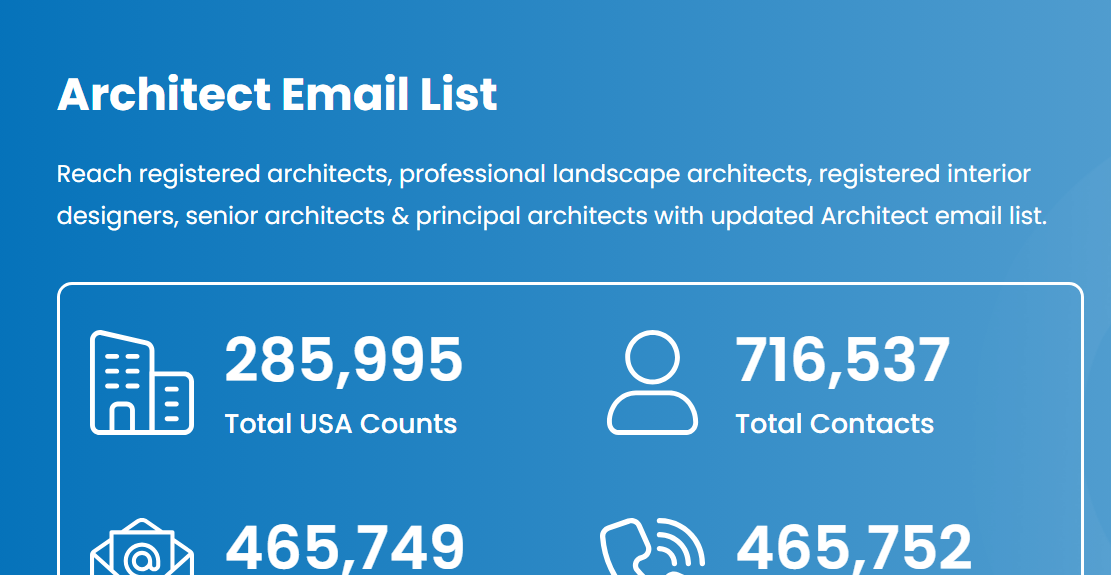 Architect Email List
Reach registered architects, professional landscape architects, registered interior
designers, senior architects & principal architects with updated Architect email list.
285,995
716,537
Total USA Counts
Total Contacts
@
465,749
465,752